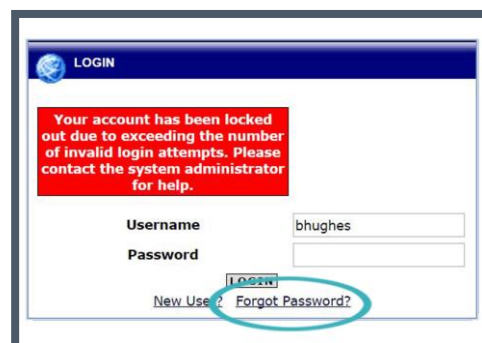 LOGIN
Your account has been locked
out due to exceeding the number
of invalid login attempts. Please
contact the system administrator
for help.
Username bhughes
Password
LOGIN
New User? Forgot Password?